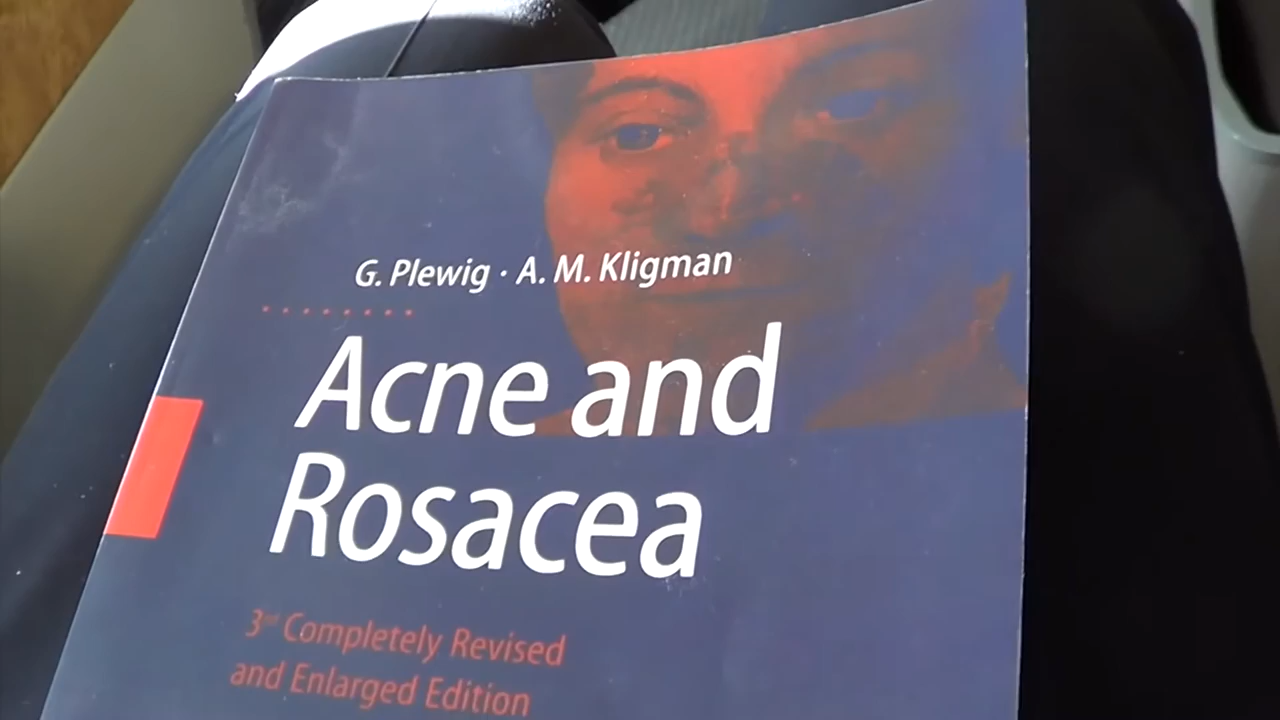 G. Plewig · A. M. Kligman
Acne and
Rosacea
3rd Completely Revised
and Enlarged Edition